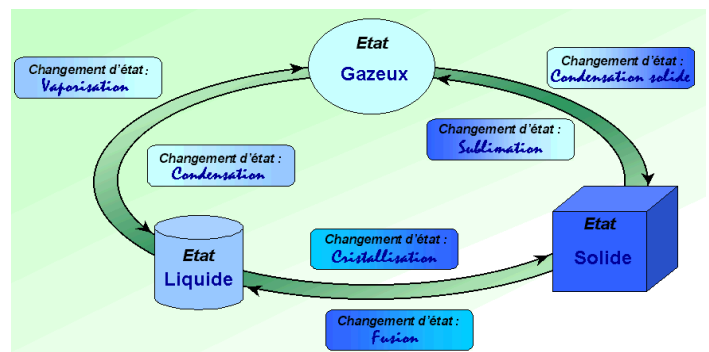 Etat
Gazeux
Changement d'état :
Vaporisation
Changement d'état :
Condensation solide
Changement d'état :
Condensation
Changement d'état :
Sublimation
Etat
Liquide
Changement d'état :
Cristallisation
Etat
Solide
Changement d'état :
Fusion